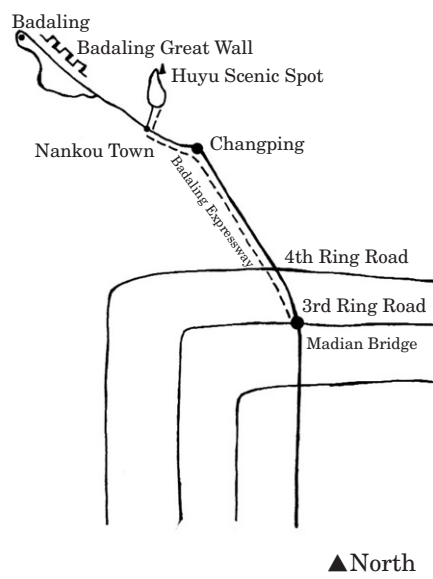 Badaling
Badaling Great Wall
Huyu Scenic Spot
Nankou Town
Changping
Badaling Expressway
4th Ring Road
3rd Ring Road
Madian Bridge
North